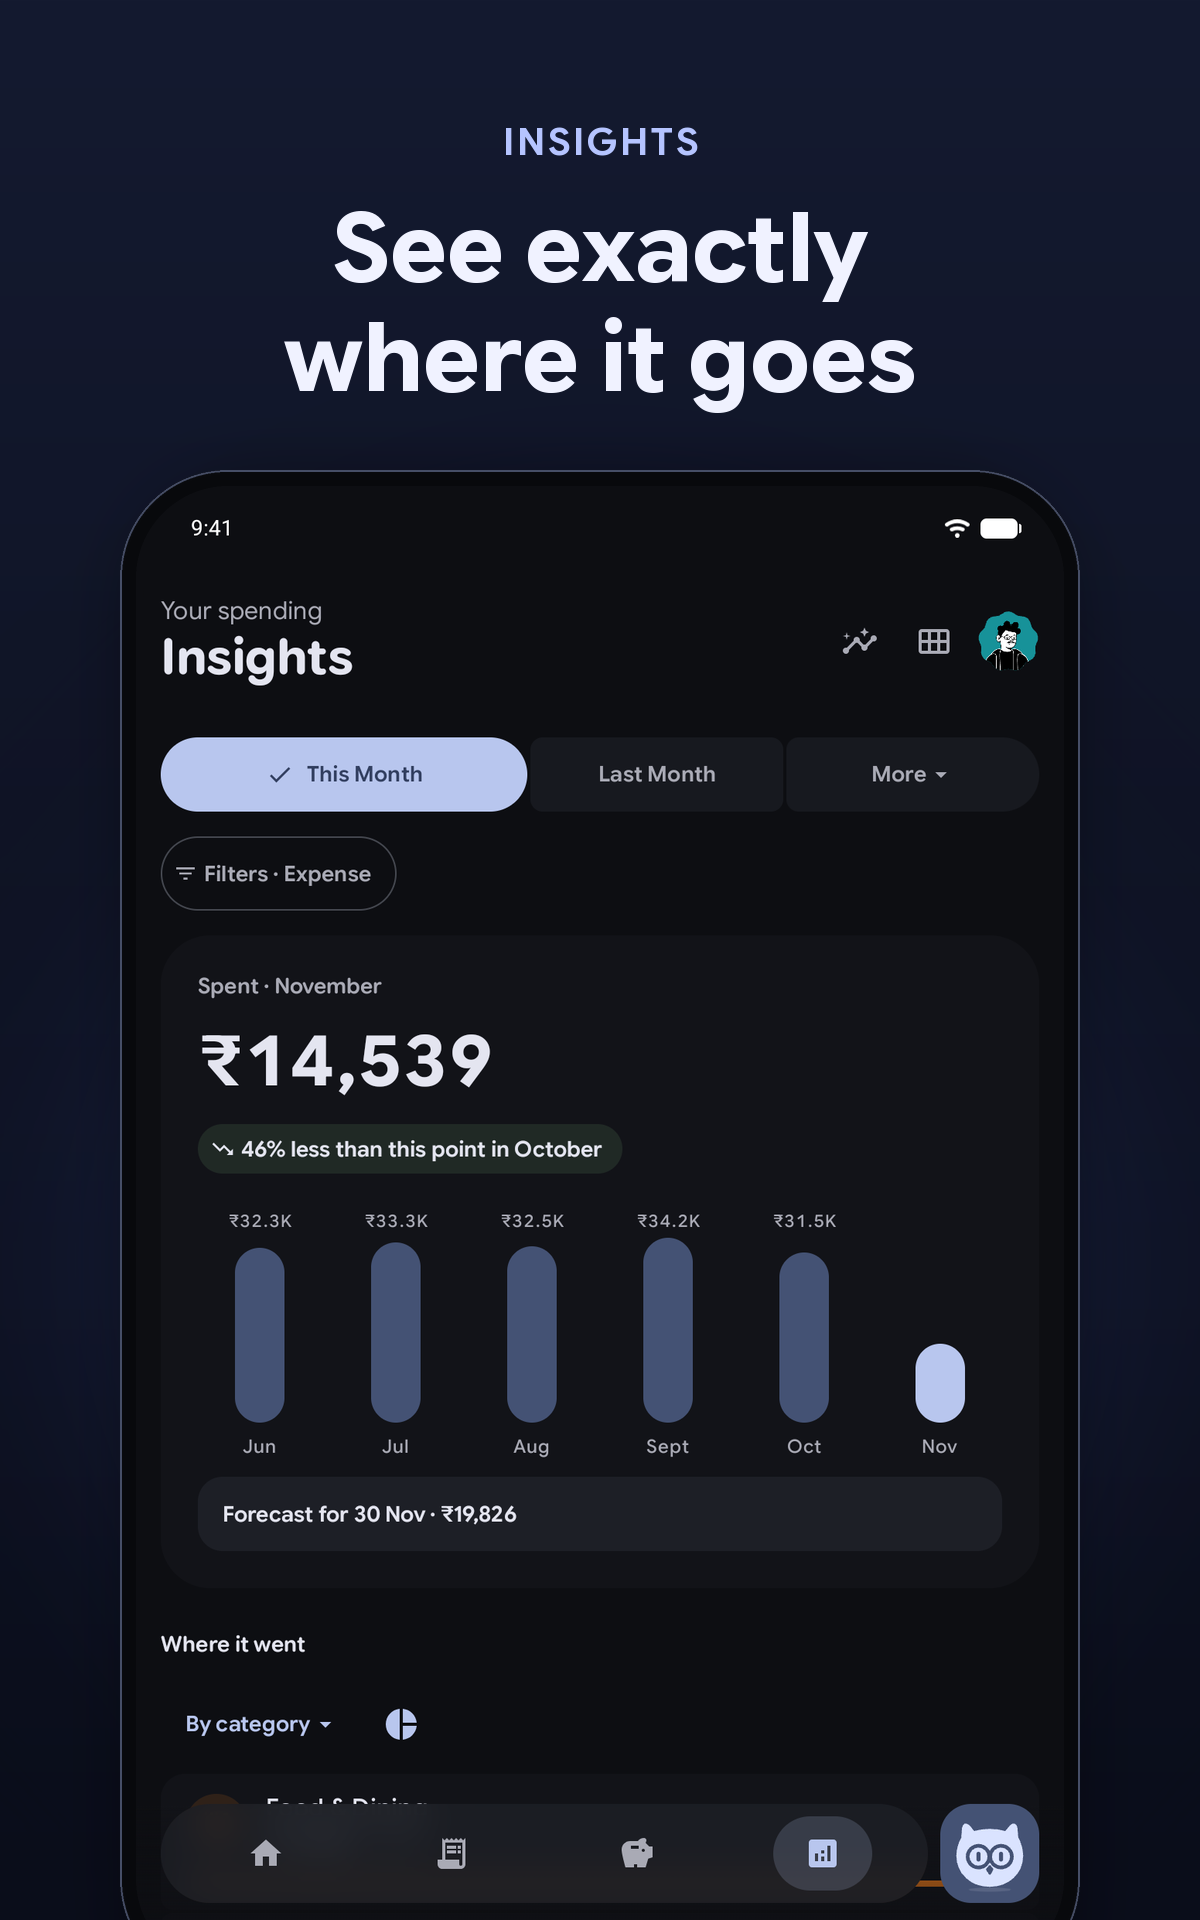 INSIGHTS
See exactly
where it goes
9:41
Your spending
Insights
This Month
Last Month
More
Filters · Expense
Spent · November
₹14,539
46% less than this point in October
₹32.3K
₹33.3K
₹32.5K
₹34.2K
₹31.5K
Jun
Jul
Aug
Sept
Oct
Nov
Forecast for 30 Nov · ₹19,826
Where it went
By category
Food & Dining